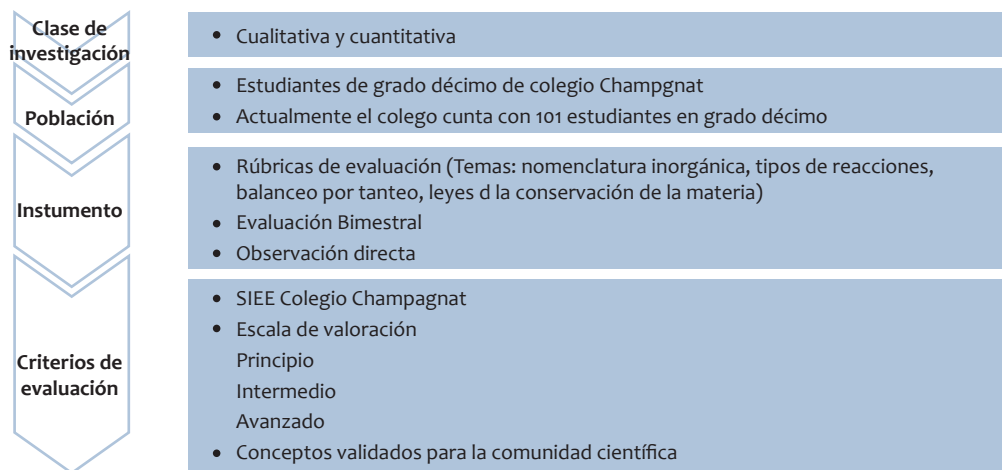 Clase de
investigación
• Cualitativa y cuantitativa
Población
• Estudiantes de grado décimo de colegio Champgnat
• Actualmente el colego cunta con 101 estudiantes en grado décimo
Instumento
• Rúbricas de evaluación (Temas: nomenclatura inorgánica, tipos de reacciones,
balanceo por tanteo, leyes d la conservación de la materia)
• Evaluación Bimestral
• Observación directa
Criterios de
evaluación
• SIEE Colegio Champagnat
• Escala de valoración
Principio
Intermedio
Avanzado
• Conceptos validados para la comunidad científica